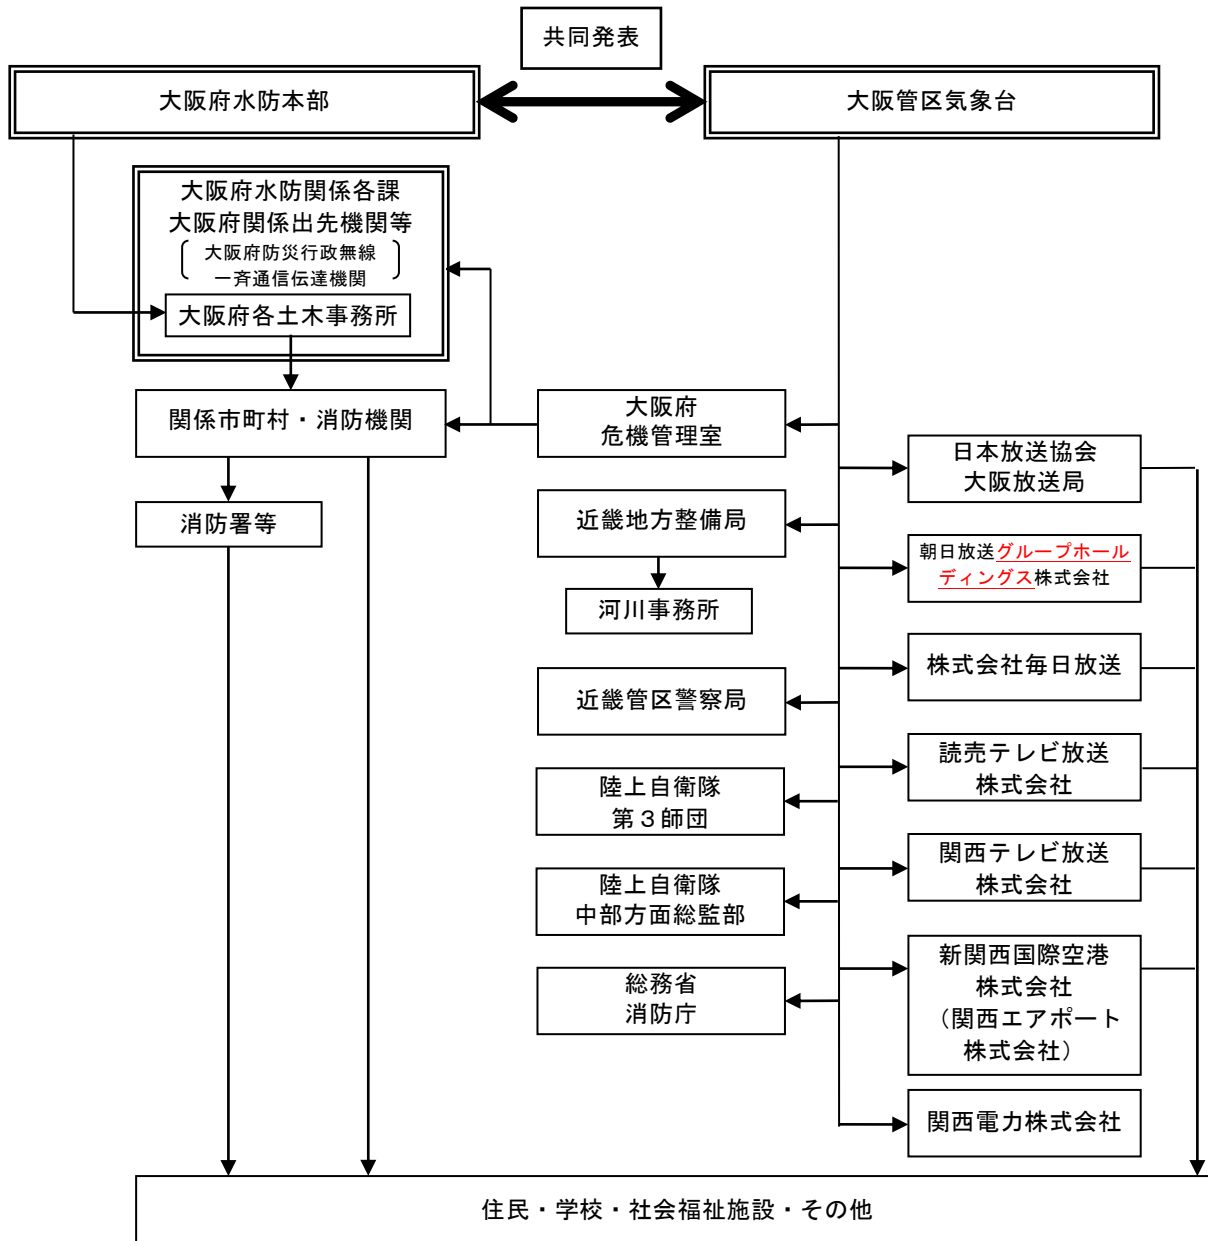 共同発表
大阪府水防本部
大阪管区気象台
大阪府水防関係各課
大阪府関係出先機関等
大阪府防災行政無線
一斉通信伝達機関
大阪府各土木事務所
関係市町村・消防機関
消防署等
大阪府
危機管理室
近畿地方整備局
河川事務所
近畿管区警察局
陸上自衛隊
第３師団
陸上自衛隊
中部方面総監部
総務省
消防庁
日本放送協会
大阪放送局
朝日放送グループホール
ディングス株式会社
株式会社毎日放送
読売テレビ放送
株式会社
関西テレビ放送
株式会社
新関西国際空港
株式会社
（関西エアポート
株式会社）
関西電力株式会社
住民・学校・社会福祉施設・その他